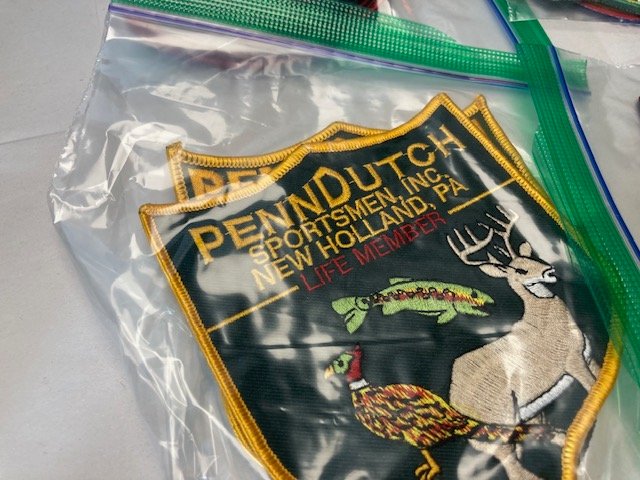 PENNDUTCH
SPORTSMEN, INC.
NEW HOLLAND, PA
LIFE MEMBER